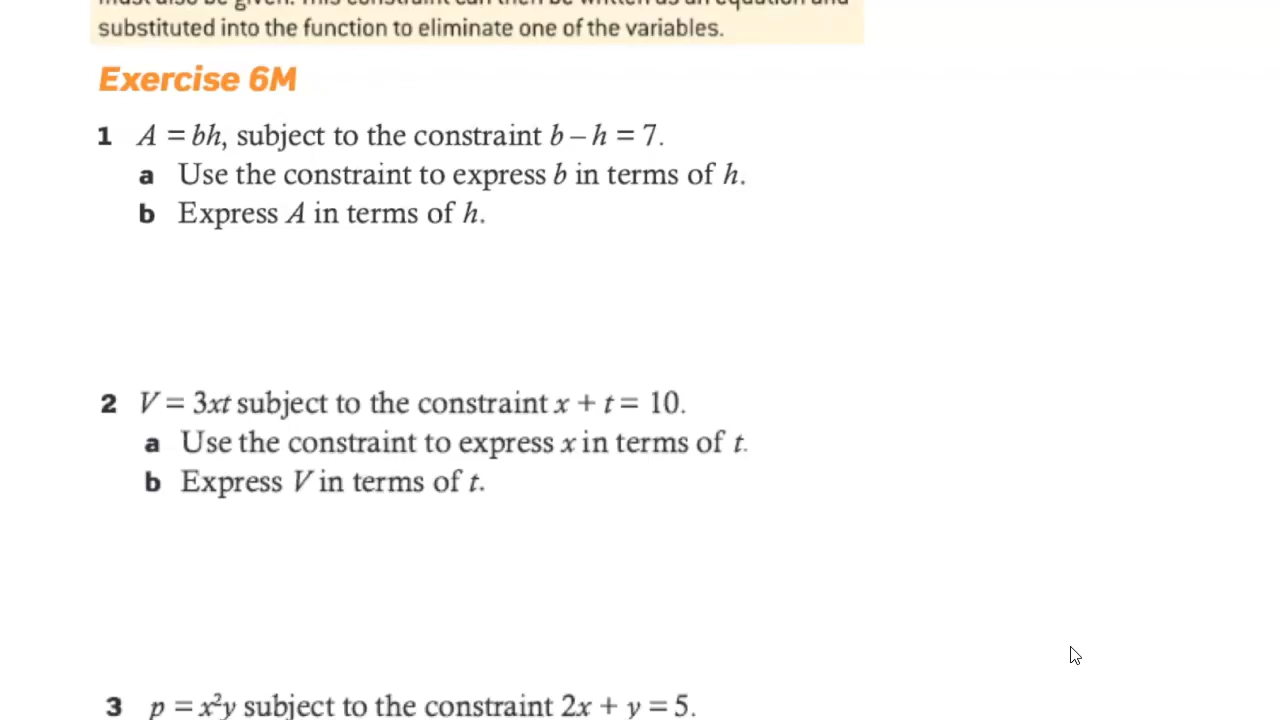 substituted into the function to eliminate one of the variables.
Exercise 6M
1 A = bh, subject to the constraint b – h = 7.
a Use the constraint to express b in terms of h.
b Express A in terms of h.
2 V = 3xt subject to the constraint x + t = 10.
a Use the constraint to express x in terms of t.
b Express V in terms of t.
3 p = x²y subject to the constraint 2x + y = 5.